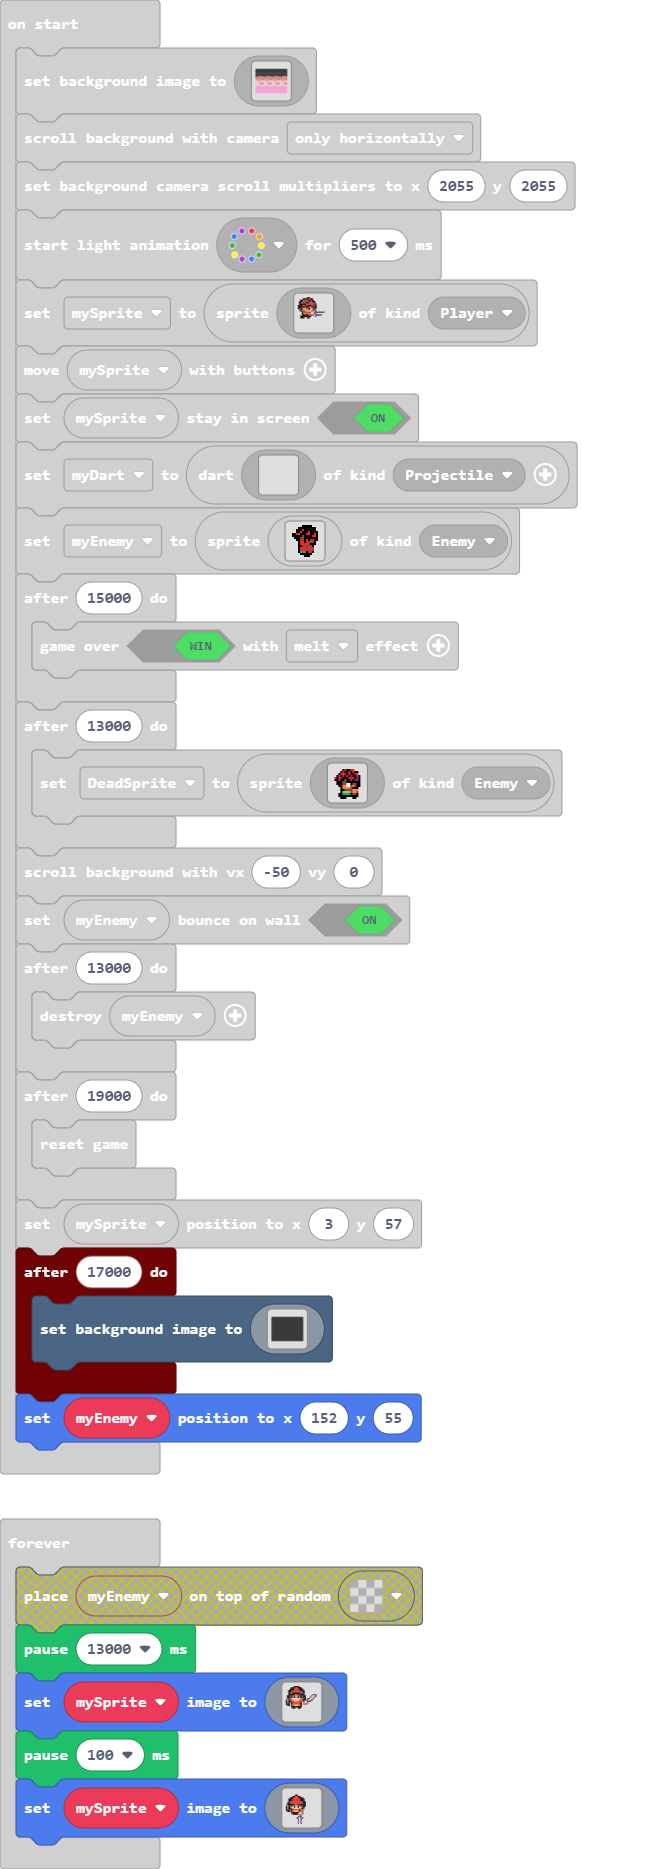 on start
set background image to
scroll background with camera only horizontally
set background camera scroll multipliers to x 2055 y 2055
start light animation for 500 ms
set mySprite to sprite of kind Player
move mySprite with buttons
set mySprite stay in screen ON
set myDart to dart of kind Projectile
set myEnemy to sprite of kind Enemy
after 15000 do
game over WIN with melt effect
after 13000 do
set DeadSprite to sprite of kind Enemy
scroll background with vx -50 vy 0
set myEnemy bounce on wall ON
after 13000 do
destroy myEnemy
after 19000 do
reset game
set mySprite position to x 3 y 57
after 17000 do
set background image to
set myEnemy position to x 152 y 55
forever
place myEnemy on top of random
pause 13000 ms
set mySprite image to
pause 100 ms
set mySprite image to